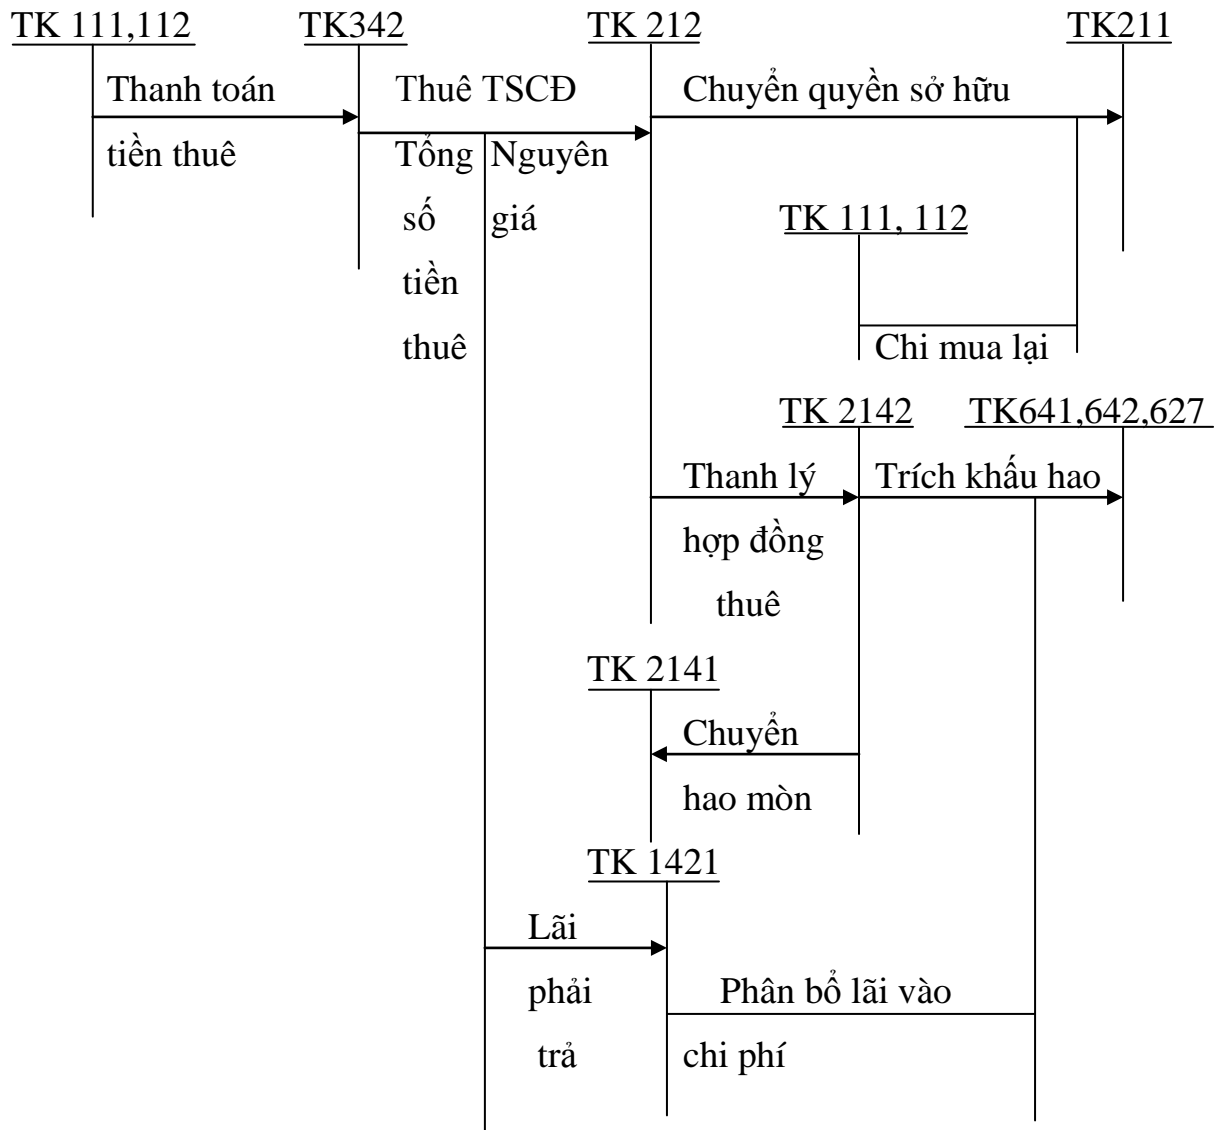 TK 111,112
TK342
TK 212
TK211
Thanh toán
tiền thuê
Thuê TSCĐ
Tổng
số
tiền
thuê
Nguyên
giá
Chuyển quyền sở hữu
TK 111, 112
Chi mua lại
TK 2142
TK641,642,627
Thanh lý
hợp đồng
thuê
Trích khấu hao
TK 2141
Chuyển
hao mòn
TK 1421
Lãi
phải
trả
Phân bổ lãi vào
chi phí